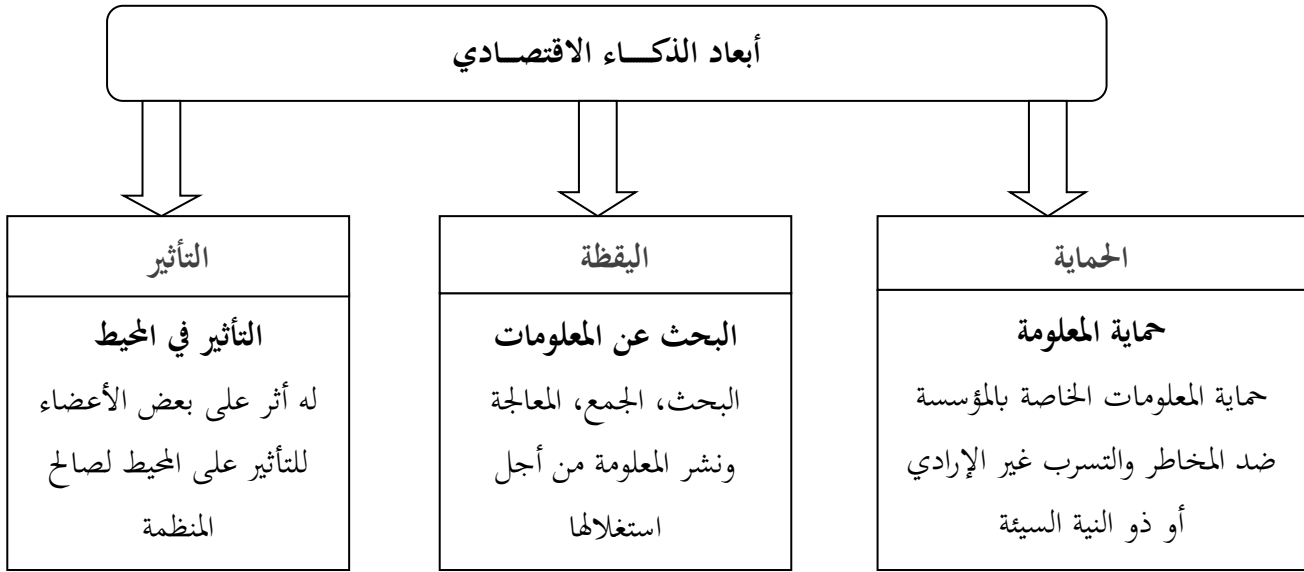 أبعاد الذكـــاء الاقتصـــادي
الحماية
حماية المعلومة
حماية المعلومات الخاصة بالمؤسسة
ضد المخاطر والتسرب غير الإرادي
أو ذو النية السيئة
اليقظة
البحث عن المعلومات
البحث، الجمع، المعالجة
ونشر المعلومة من أجل
استغلالها
التأثير
التأثير في المحيط
له أثر على بعض الأعضاء
للتأثير على المحيط لصالح
المنظمة